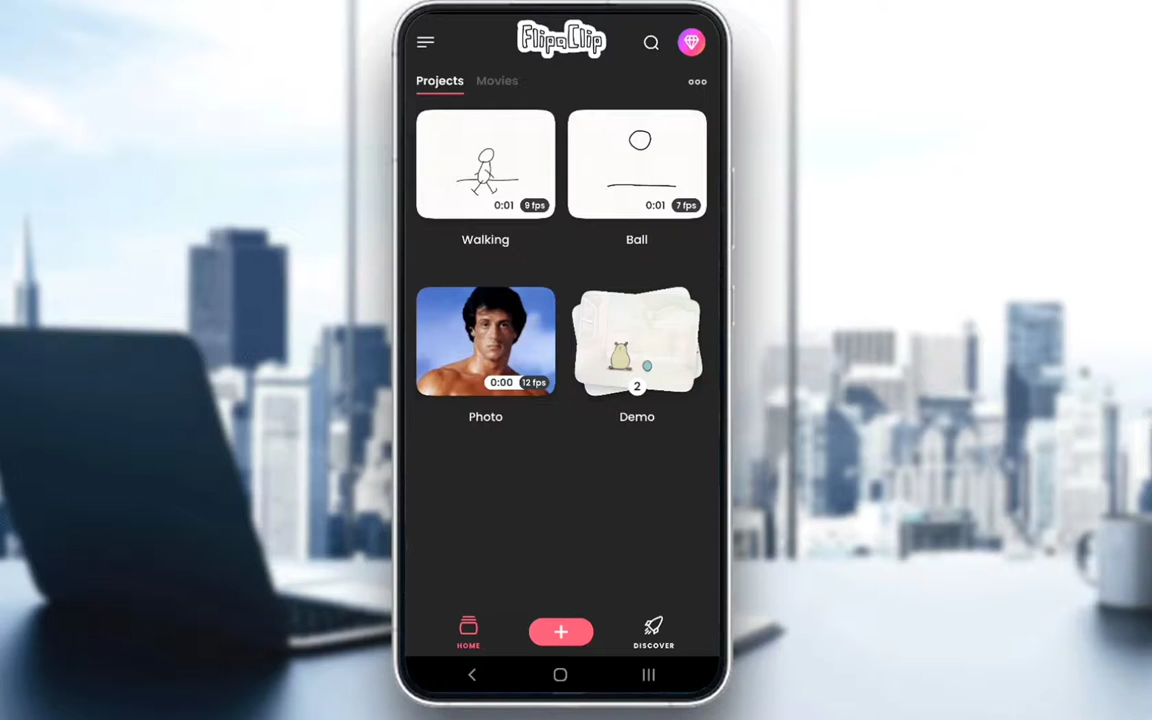 FlipaClip
Projects Movies
0:01 9 fps
0:01 7 fps
Walking
Ball
0:00 12 fps
2
Photo
Demo
HOME
DISCOVER